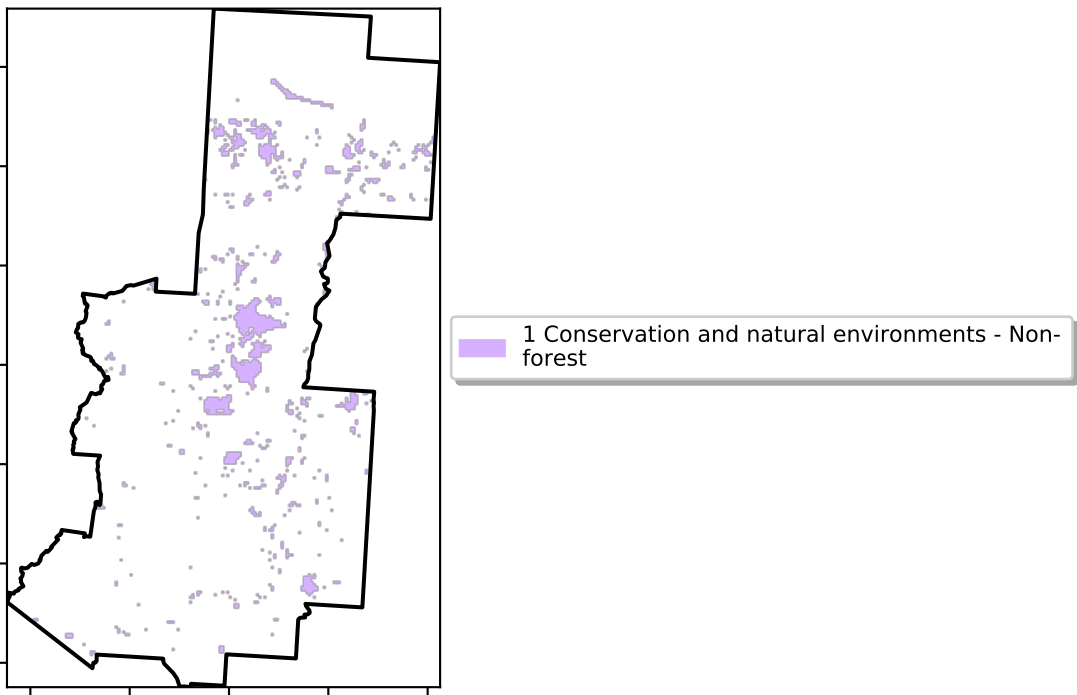 1 Conservation and natural environments - Non-
forest